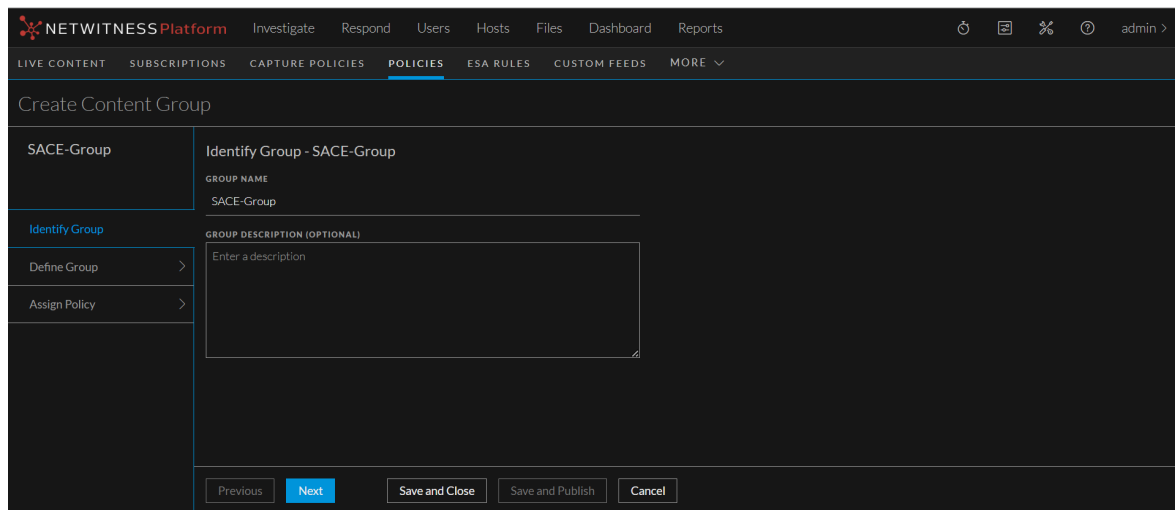 NETWITNESS Platform Investigate Respond Users Hosts Files Dashboard Reports admin >
LIVE CONTENT SUBSCRIPTIONS CAPTURE POLICIES POLICIES ESA RULES CUSTOM FEEDS MORE
Create Content Group
SACE-Group
Identify Group
Define Group
Assign Policy
Identify Group - SACE-Group
GROUP NAME
SACE-Group
GROUP DESCRIPTION (OPTIONAL)
Enter a description
Previous Next Save and Close Save and Publish Cancel